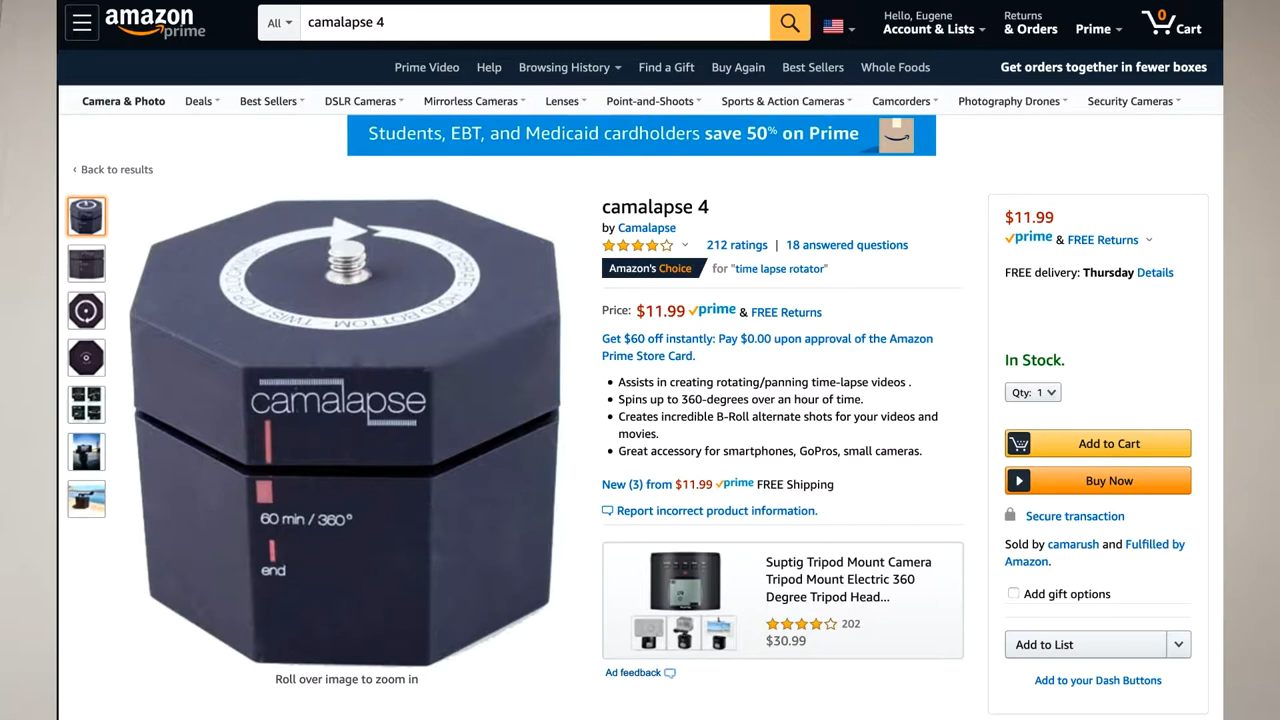 amazon
prime
All
camalapse 4
Hello, Eugene
Account & Lists
Returns
& Orders
Prime
0
Cart
Prime Video
Help
Browsing History
Find a Gift
Buy Again
Best Sellers
Whole Foods
Get orders together in fewer boxes
Camera & Photo
Deals
Best Sellers
DSLR Cameras
Mirrorless Cameras
Lenses
Point-and-Shoots
Sports & Action Cameras
Camcorders
Photography Drones
Security Cameras
Students, EBT, and Medicaid cardholders save 50% on Prime
‹ Back to results
HOLD BOTTOM
TWIST TOP
camalapse
60 min / 360°
end
Roll over image to zoom in
camalapse 4
by Camalapse
212 ratings | 18 answered questions
Amazon's Choice for "time lapse rotator"
Price: $11.99 prime & FREE Returns
Get $60 off instantly: Pay $0.00 upon approval of the Amazon
Prime Store Card.
• Assists in creating rotating/panning time-lapse videos .
• Spins up to 360-degrees over an hour of time.
• Creates incredible B-Roll alternate shots for your videos and
movies.
• Great accessory for smartphones, GoPros, small cameras.
New (3) from $11.99 prime FREE Shipping
Report incorrect product information.
Suptig Tripod Mount Camera
Tripod Mount Electric 360
Degree Tripod Head...
202
$30.99
Ad feedback
$11.99
prime & FREE Returns
FREE delivery: Thursday Details
In Stock.
Qty: 1
Add to Cart
Buy Now
Secure transaction
Sold by camarush and Fulfilled by
Amazon.
Add gift options
Add to List
Add to your Dash Buttons